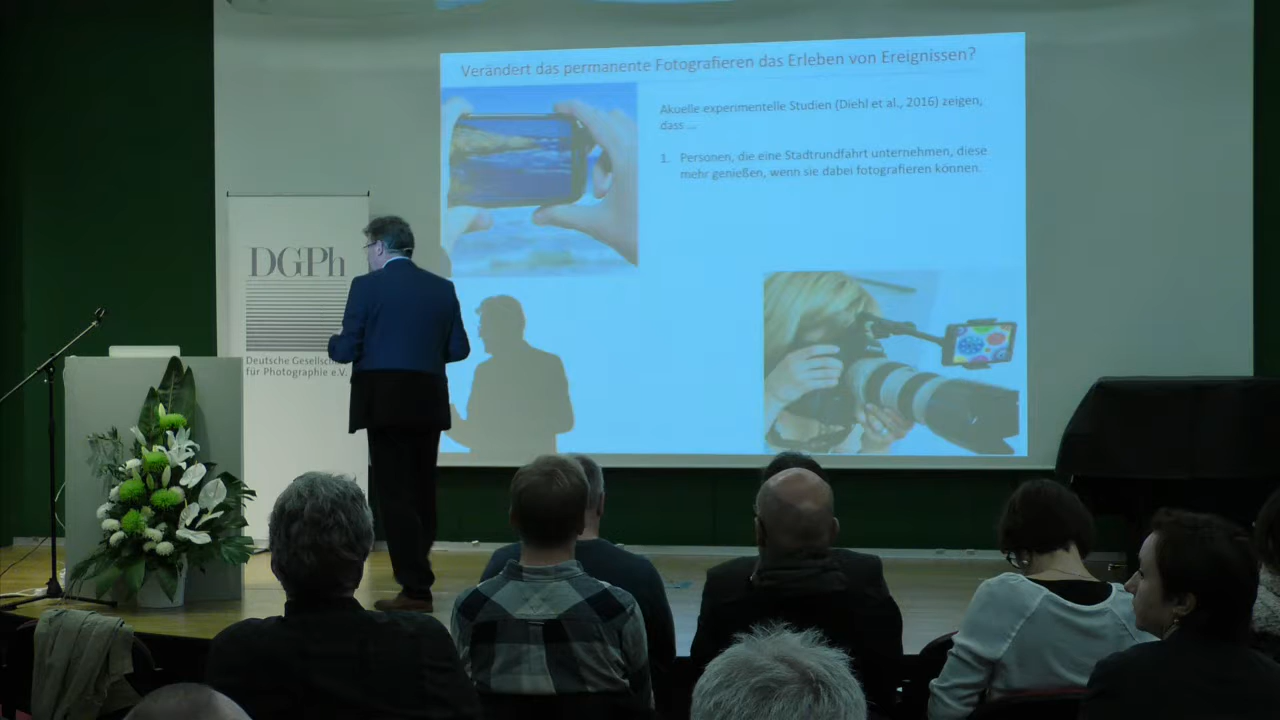 Verändert das permanente Fotografieren das Erleben von Ereignissen?
Akuelle experimentelle Studien (Diehl et al., 2016) zeigen,
dass ...
1. Personen, die eine Stadtrundfahrt unternehmen, diese
mehr genießen, wenn sie dabei fotografieren können.
DGPh
Deutsche Gesellsch
für Photographie e.V.